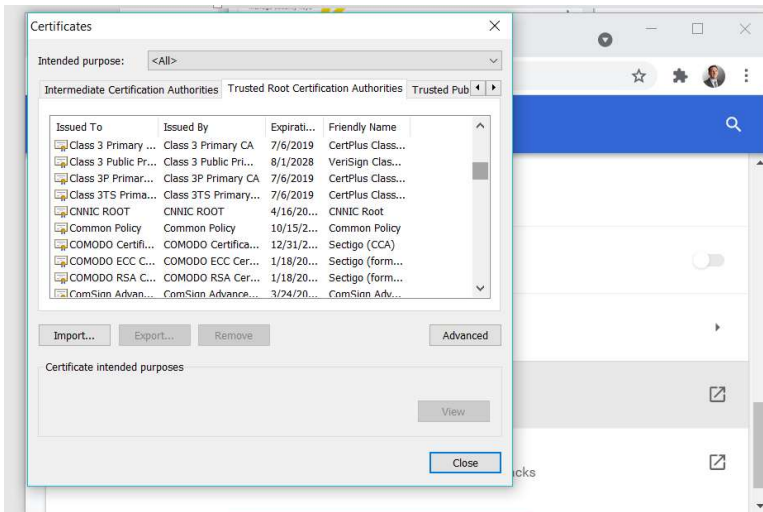 Certificates
Intended purpose: <All>
Intermediate Certification Authorities Trusted Root Certification Authorities Trusted Pub
Issued To Issued By Expirati... Friendly Name
Class 3 Primary ... Class 3 Primary CA 7/6/2019 CertPlus Class...
Class 3 Public Pr... Class 3 Public Pri... 8/1/2028 VeriSign Clas...
Class 3P Primar... Class 3P Primary CA 7/6/2019 CertPlus Class...
Class 3TS Prima... Class 3TS Primary... 7/6/2019 CertPlus Class...
CNNIC ROOT CNNIC ROOT 4/16/20... CNNIC Root
Common Policy Common Policy 10/15/2... Common Policy
COMODO Certifi... COMODO Certifica... 12/31/2... Sectigo (CCA)
COMODO ECC C... COMODO ECC Cer... 1/18/20... Sectigo (form...
COMODO RSA C... COMODO RSA Cer... 1/18/20... Sectigo (form...
ComSign Advan... ComSign Advance... 3/24/20... ComSign Adv...
Import... Export... Remove Advanced
Certificate intended purposes
View
Close
cks